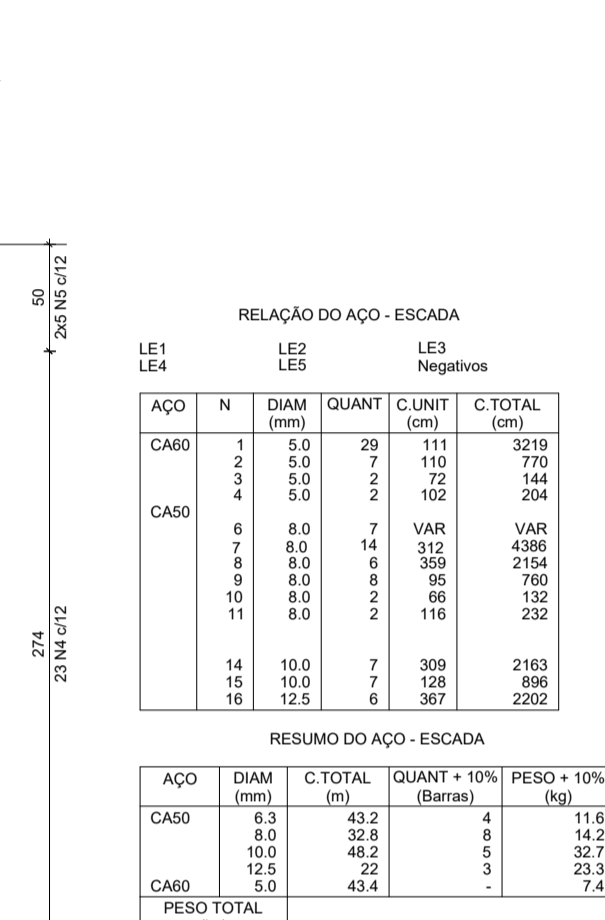 50
2x5 N5 c/12
274
23 N4 c/12
RELAÇÃO DO AÇO - ESCADA
LE1 LE2 LE3
LE4 LE5 Negativos
AÇO N DIAM QUANT C.UNIT C.TOTAL
(mm) (cm) (cm)
CA60 1 5.0 29 111 3219
2 5.0 7 110 770
3 5.0 2 72 144
4 5.0 2 102 204
CA50
6 8.0 7 VAR VAR
7 8.0 14 312 4386
8 8.0 6 359 2154
9 8.0 8 95 760
10 8.0 2 66 132
11 8.0 2 116 232
14 10.0 7 309 2163
15 10.0 7 128 896
16 12.5 6 367 2202
RESUMO DO AÇO - ESCADA
AÇO DIAM C.TOTAL QUANT + 10% PESO + 10%
(mm) (m) (Barras) (kg)
CA50 6.3 43.2 4 11.6
8.0 32.8 8 14.2
10.0 48.2 5 32.7
12.5 22 3 23.3
CA60 5.0 43.4 - 7.4
PESO TOTAL